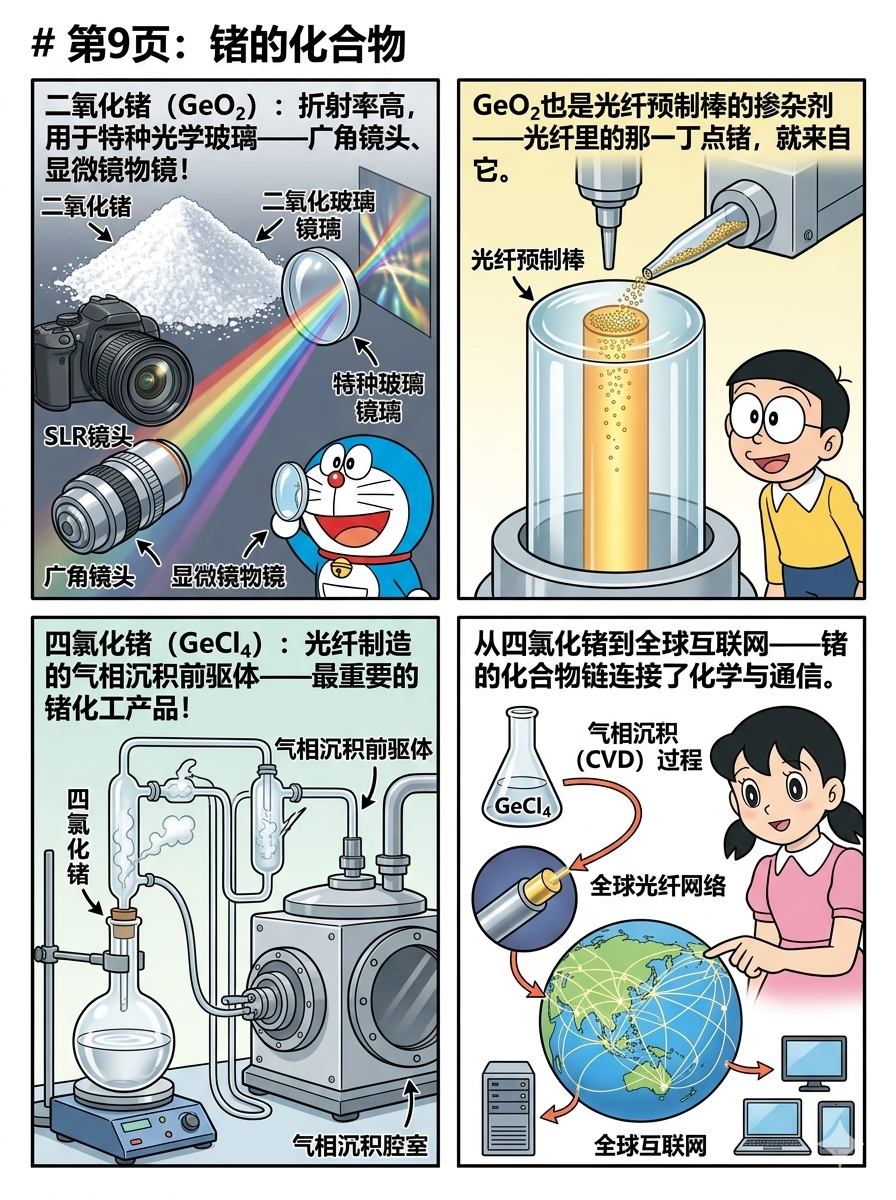 # 第9页：锗的化合物
二氧化锗（GeO₂）：折射率高，
用于特种光学玻璃——广角镜头、
显微镜物镜！
二氧化锗
二氧化玻璃
镜璃
特种玻璃
镜璃
SLR镜头
广角镜头
显微镜物镜
GeO₂也是光纤预制棒的掺杂剂
——光纤里的那一丁点锗，就来自
它。
光纤预制棒
四氯化锗（GeCl₄）：光纤制造
的气相沉积前驱体——最重要的
锗化工产品！
气相沉积前驱体
四氯化锗
气相沉积腔室
从四氯化锗到全球互联网——锗
的化合物链连接了化学与通信。
气相沉积
（CVD）过程
GeCl₄
全球光纤网络
全球互联网